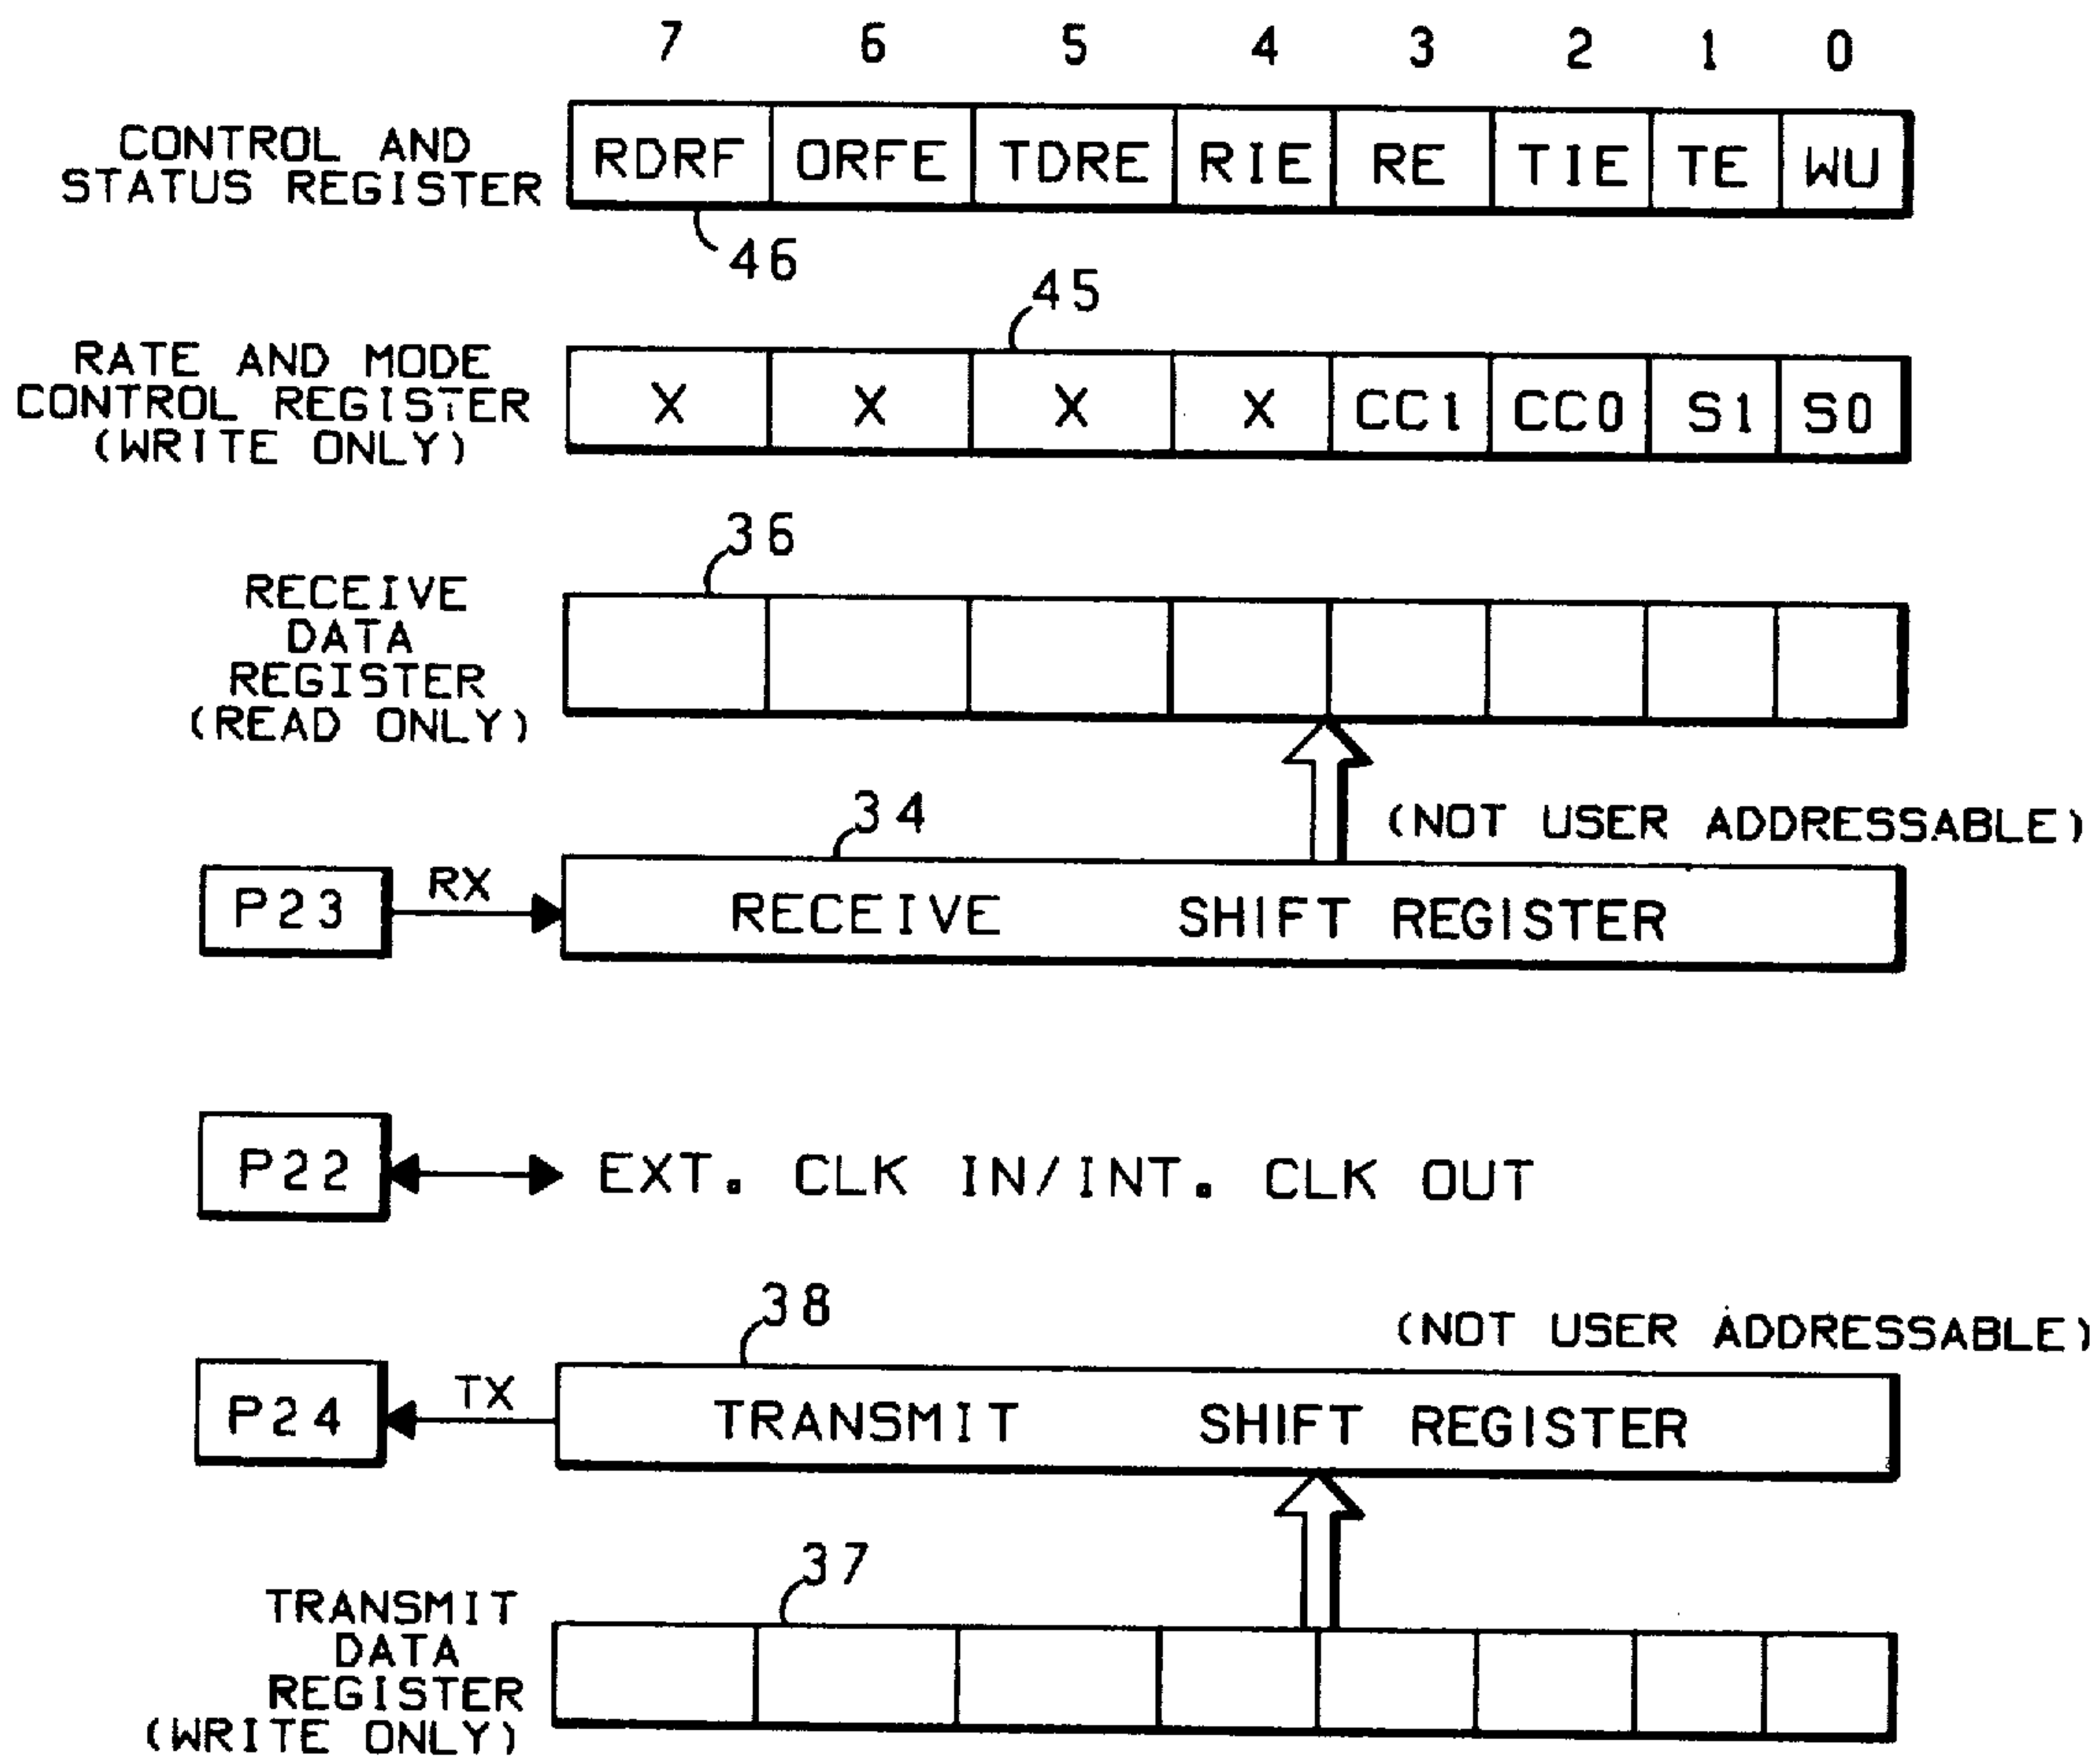 7 6 5 4 3 2 1 0
CONTROL AND
STATUS REGISTER
RDRF ORFE TDRE RIE RE TIE TE WU
46
45
RATE AND MODE
CONTROL REGISTER
(WRITE ONLY)
X X X X CC1 CC0 S1 S0
36
RECEIVE
DATA
REGISTER
(READ ONLY)
34
(NOT USER ADDRESSABLE)
P23
RX
RECEIVE SHIFT REGISTER
P22
EXT. CLK IN/INT. CLK OUT
38
(NOT USER ADDRESSABLE)
P24
TX
TRANSMIT SHIFT REGISTER
37
TRANSMIT
DATA
REGISTER
(WRITE ONLY)